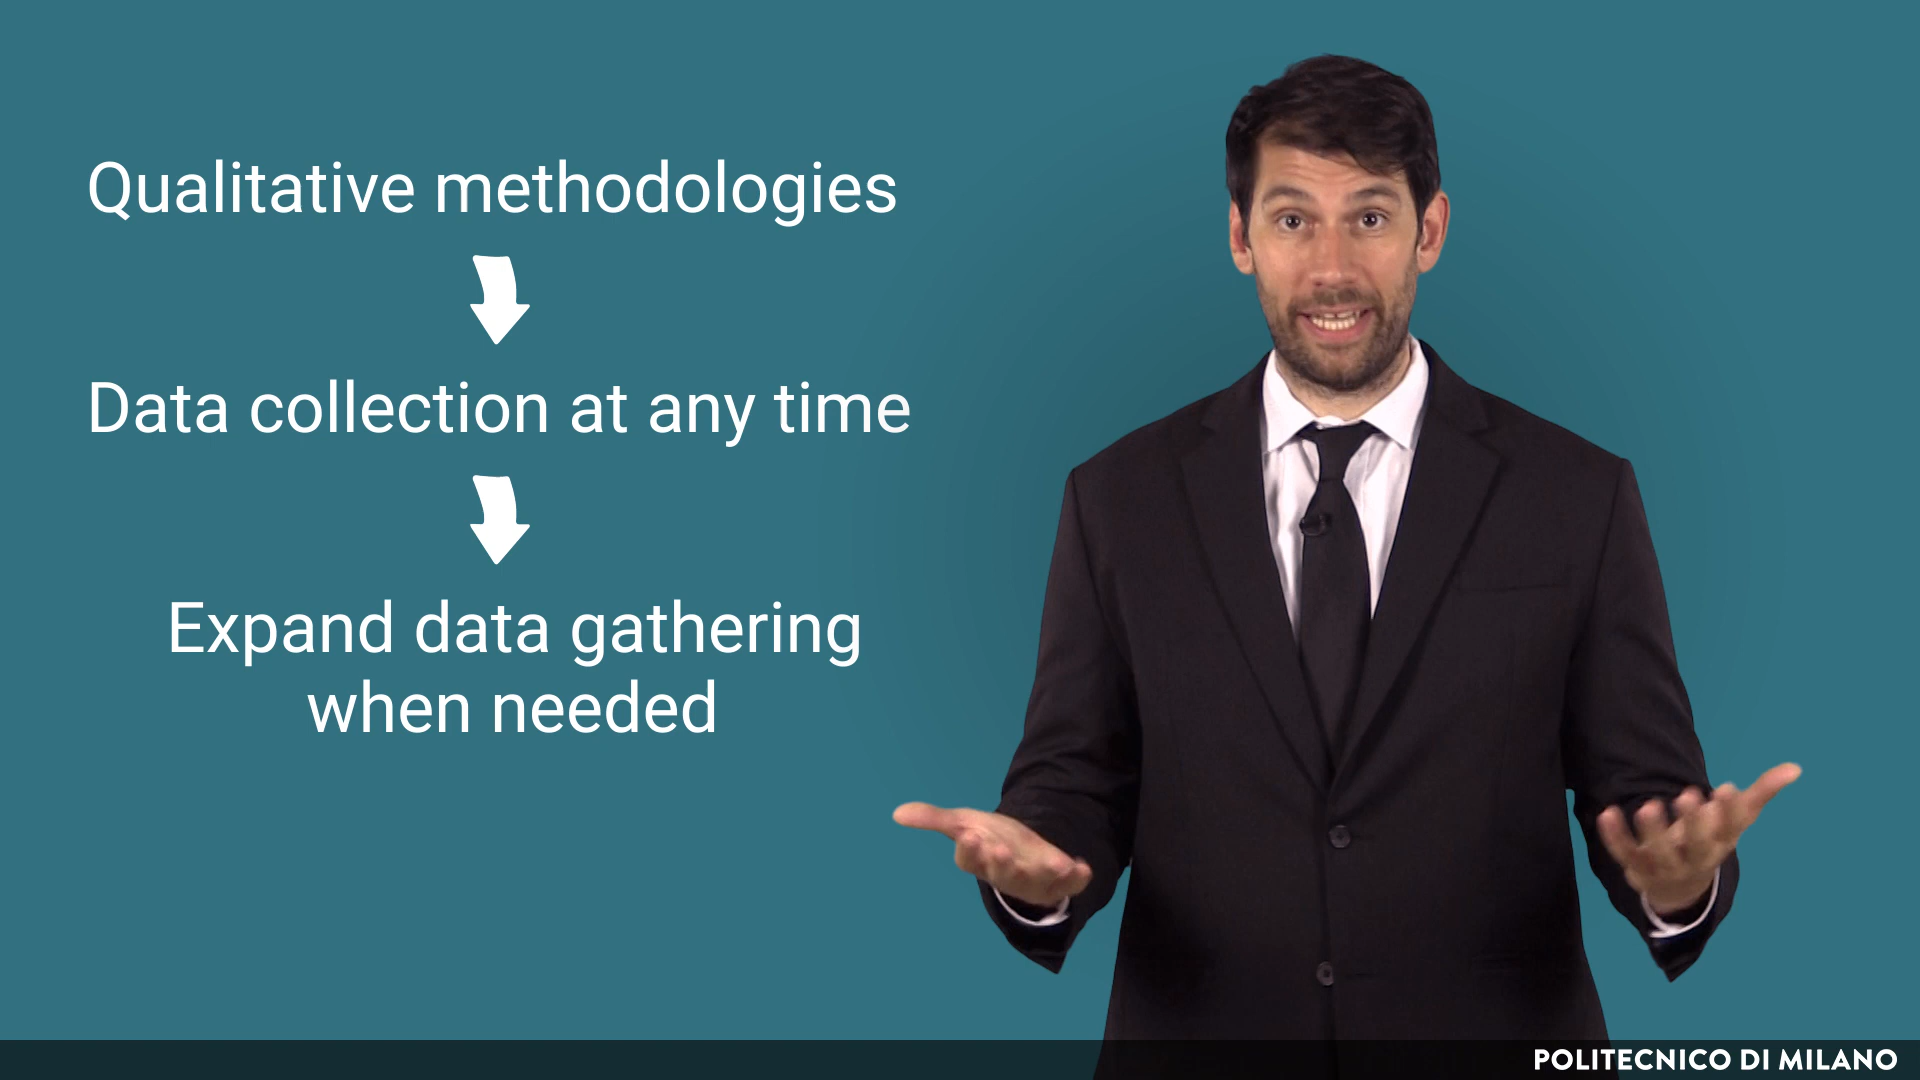 Qualitative methodologies
Data collection at any time
Expand data gathering
when needed
POLITECNICO DI MILANO